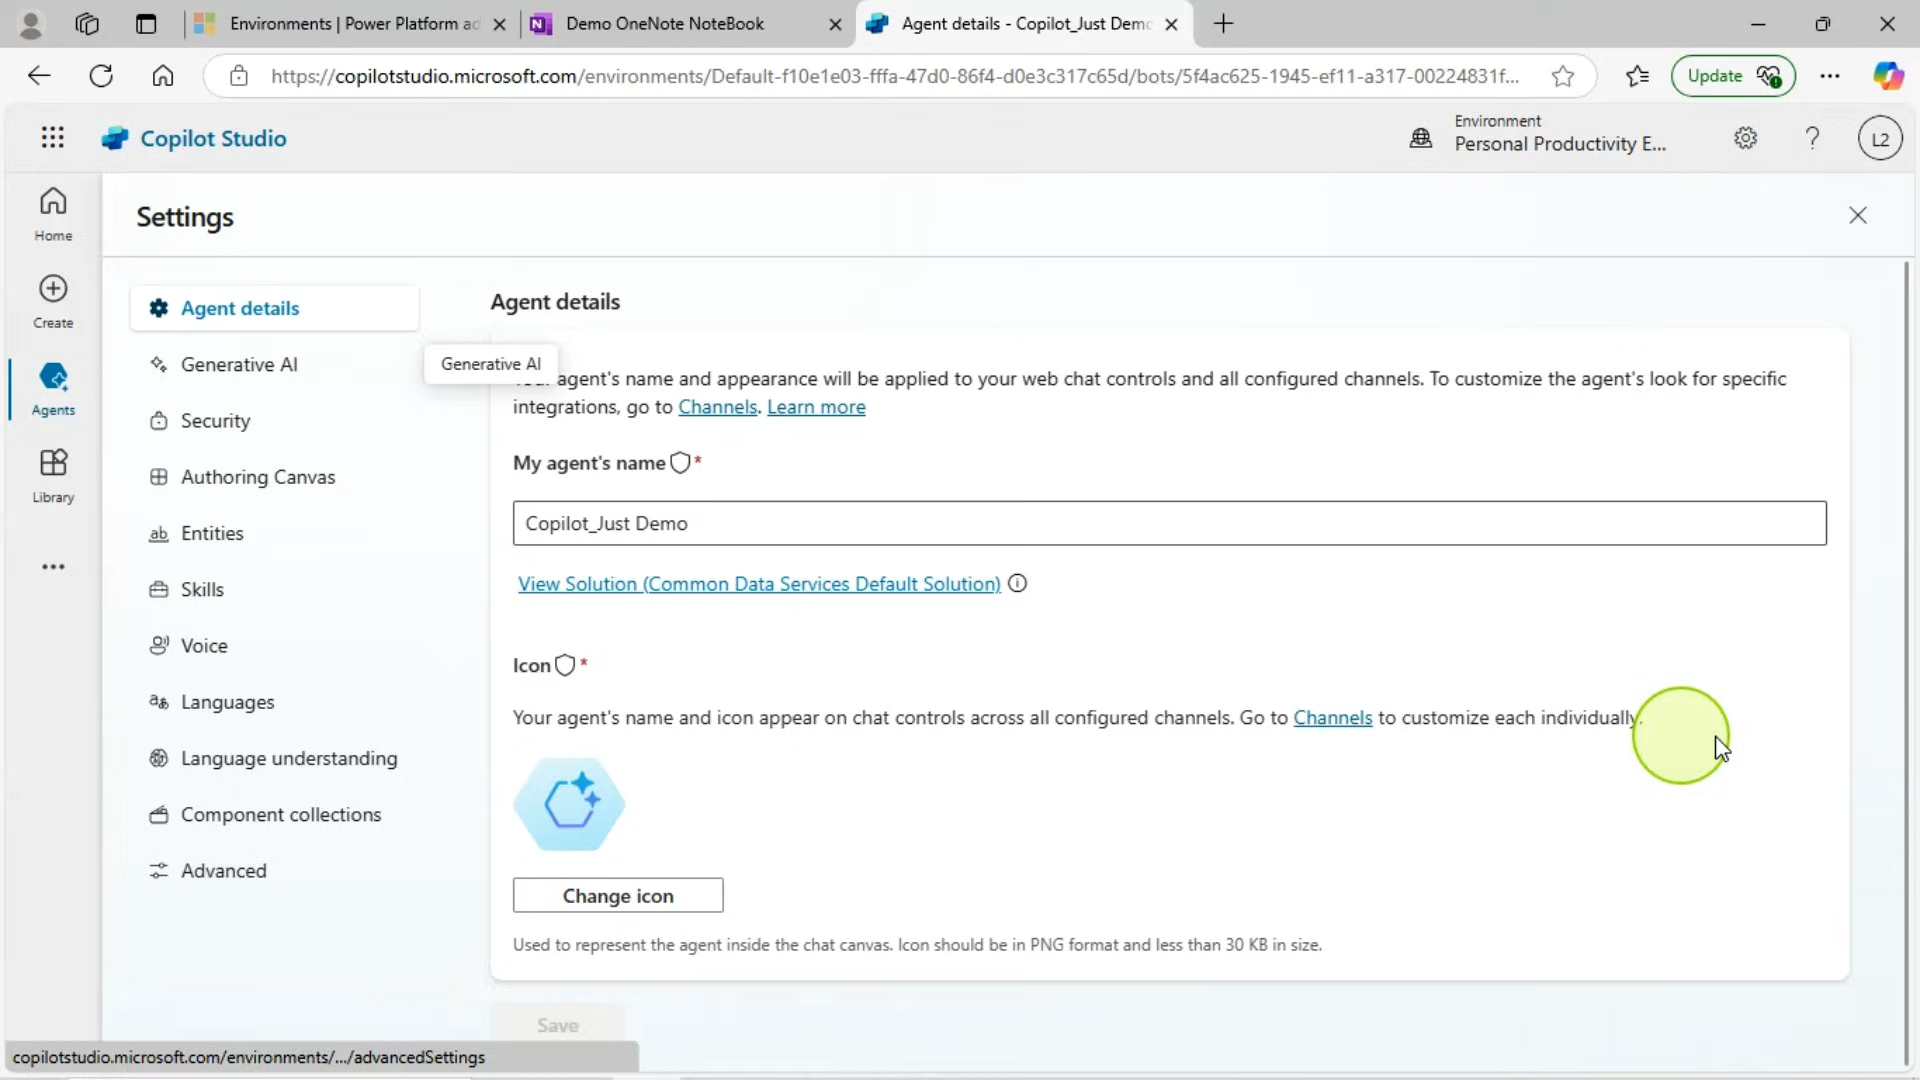 Environments | Power Platform ad
Demo OneNote NoteBook
Agent details - Copilot_Just Demo
https://copilotstudio.microsoft.com/environments/Default-f10e1e03-fffa-47d0-86f4-d0e3c317c65d/bots/5f4ac625-1945-ef11-a317-00224831f...
Update
Copilot Studio
Environment
Personal Productivity E...
?
L2
Home
Create
Agents
Library
Settings
Agent details
Generative AI
Security
Authoring Canvas
Entities
Skills
Voice
Languages
Language understanding
Component collections
Advanced
Agent details
Generative AI
agent's name and appearance will be applied to your web chat controls and all configured channels. To customize the agent's look for specific
integrations, go to Channels. Learn more
My agent's name *
Copilot_Just Demo
View Solution (Common Data Services Default Solution)
Icon *
Your agent's name and icon appear on chat controls across all configured channels. Go to Channels to customize each individually.
Change icon
Used to represent the agent inside the chat canvas. Icon should be in PNG format and less than 30 KB in size.
Save
copilotstudio.microsoft.com/environments/.../advancedSettings